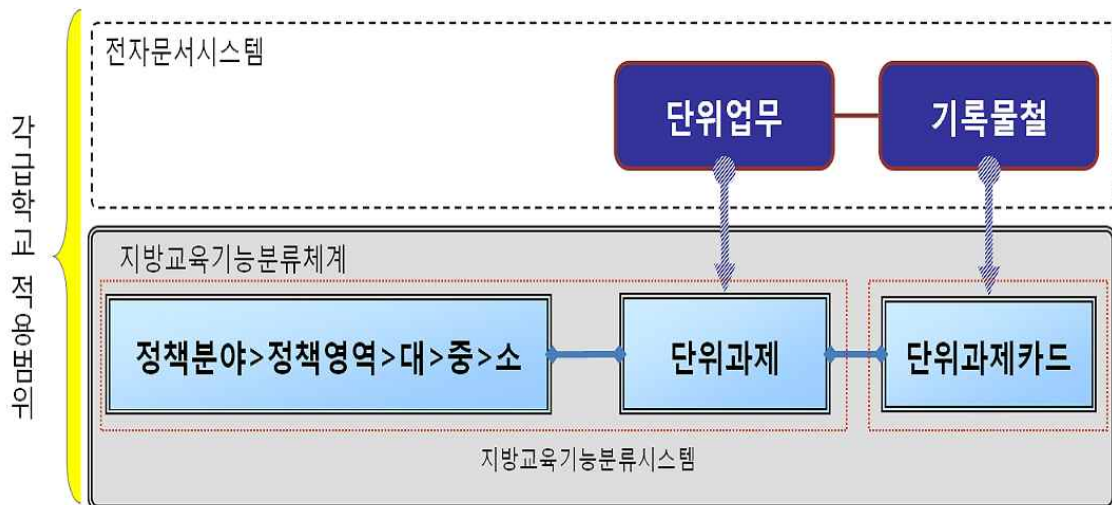 각급학교 적용범위
전자문서시스템
단위업무
기록물철
지방교육기능분류체계
정책분야>정책영역>대>중>소
단위과제
단위과제카드
지방교육기능분류시스템